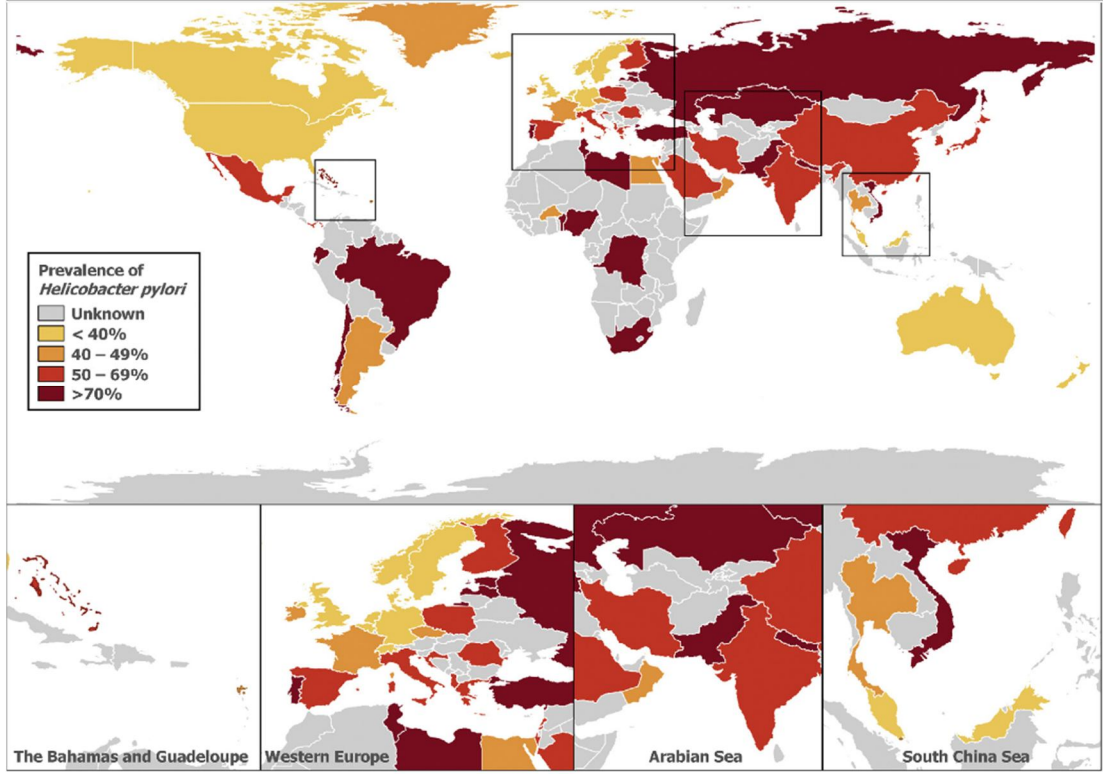 Prevalence of
Helicobacter pylori
Unknown
< 40%
40 – 49%
50 – 69%
>70%
The Bahamas and Guadeloupe
Western Europe
Arabian Sea
South China Sea